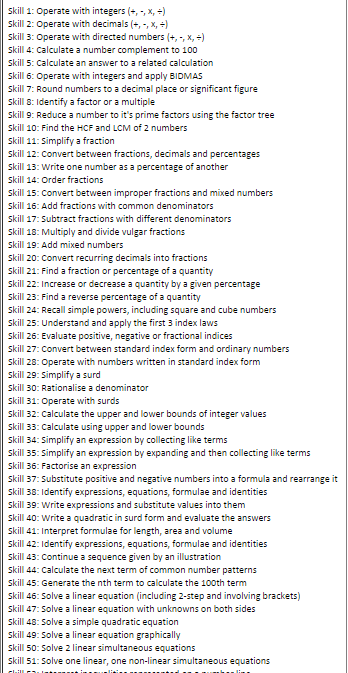 Skill 1: Operate with integers (+, -, x, ÷)
Skill 2: Operate with decimals (+, -, x, ÷)
Skill 3: Operate with directed numbers (+, -, x, ÷)
Skill 4: Calculate a number complement to 100
Skill 5: Calculate an answer to a related calculation
Skill 6: Operate with integers and apply BIDMAS
Skill 7: Round numbers to a decimal place or significant figure
Skill 8: Identify a factor or a multiple
Skill 9: Reduce a number to it's prime factors using the factor tree
Skill 10: Find the HCF and LCM of 2 numbers
Skill 11: Simplify a fraction
Skill 12: Convert between fractions, decimals and percentages
Skill 13: Write one number as a percentage of another
Skill 14: Order fractions
Skill 15: Convert between improper fractions and mixed numbers
Skill 16: Add fractions with common denominators
Skill 17: Subtract fractions with different denominators
Skill 18: Multiply and divide vulgar fractions
Skill 19: Add mixed numbers
Skill 20: Convert recurring decimals into fractions
Skill 21: Find a fraction or percentage of a quantity
Skill 22: Increase or decrease a quantity by a given percentage
Skill 23: Find a reverse percentage of a quantity
Skill 24: Recall simple powers, including square and cube numbers
Skill 25: Understand and apply the first 3 index laws
Skill 26: Evaluate positive, negative or fractional indices
Skill 27: Convert between standard index form and ordinary numbers
Skill 28: Operate with numbers written in standard index form
Skill 29: Simplify a surd
Skill 30: Rationalise a denominator
Skill 31: Operate with surds
Skill 32: Calculate the upper and lower bounds of integer values
Skill 33: Calculate using upper and lower bounds
Skill 34: Simplify an expression by collecting like terms
Skill 35: Simplify an expression by expanding and then collecting like terms
Skill 36: Factorise an expression
Skill 37: Substitute positive and negative numbers into a formula and rearrange it
Skill 38: Identify expressions, equations, formulae and identities
Skill 39: Write expressions and substitute values into them
Skill 40: Write a quadratic in surd form and evaluate the answers
Skill 41: Interpret formulae for length, area and volume
Skill 42: Identify expressions, equations, formulae and identities
Skill 43: Continue a sequence given by an illustration
Skill 44: Calculate the next term of common number patterns
Skill 45: Generate the nth term to calculate the 100th term
Skill 46: Solve a linear equation (including 2-step and involving brackets)
Skill 47: Solve a linear equation with unknowns on both sides
Skill 48: Solve a simple quadratic equation
Skill 49: Solve a linear equation graphically
Skill 50: Solve 2 linear simultaneous equations
Skill 51: Solve one linear, one non-linear simultaneous equations